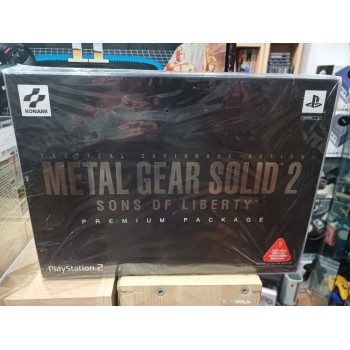 KONAMI
TACTICAL ESPIONAGE ACTION
METAL GEAR SOLID 2
SONS OF LIBERTY
PREMIUM PACKAGE
PlayStation.2